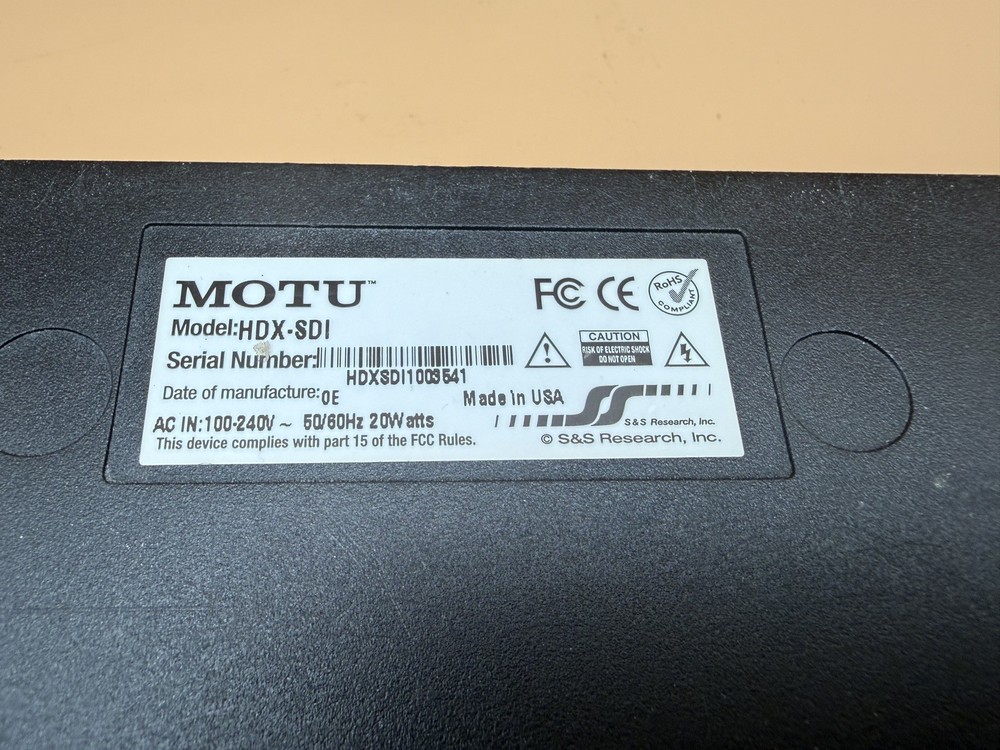 MOTU™
FC CE RoHS COMPLIANT
Model:HDX-SDI
Serial Number:
HDXSDI1003541
CAUTION
RISK OF ELECTRIC SHOCK
DO NOT OPEN
Date of manufacture:0E
Made in USA
AC IN:100-240V ~ 50/60Hz 20Watts
S&S Research, Inc.
This device complies with part 15 of the FCC Rules.
© S&S Research, Inc.